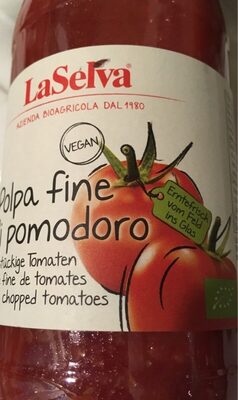 LaSelva
AZIENDA BIOAGRICOLA DAL 1980
VEGAN
Polpa fine
di pomodoro
Erntefrisch
vom Feld
ins Glas
stückige Tomaten
fine de tomates
chopped tomatoes